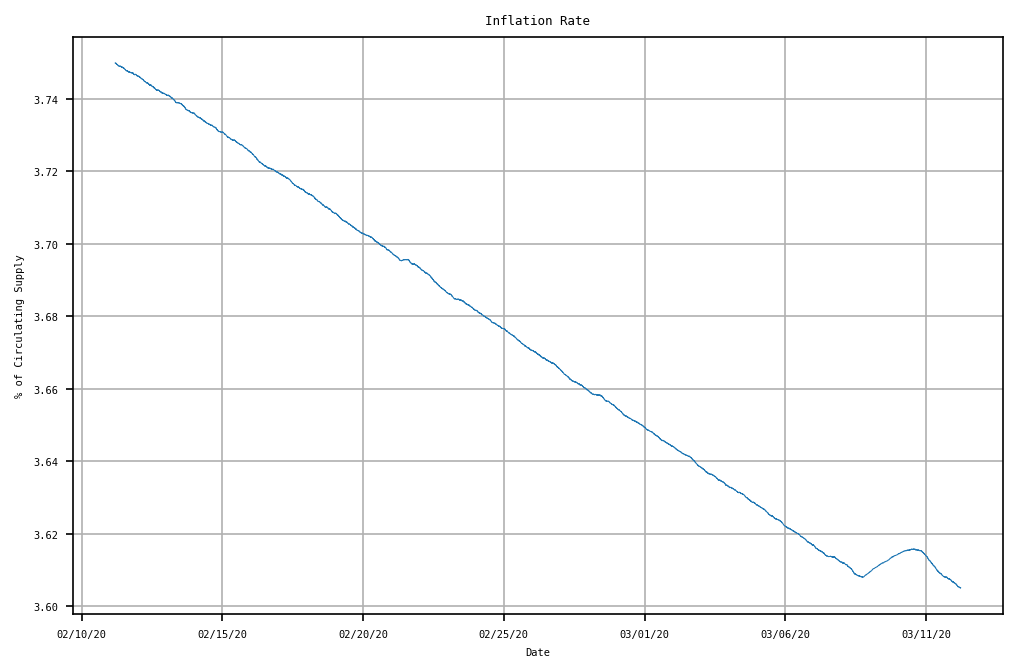 Inflation Rate
% of Circulating Supply
3.74
3.72
3.70
3.68
3.66
3.64
3.62
3.60
02/10/20 02/15/20 02/20/20 02/25/20 03/01/20 03/06/20 03/11/20
Date